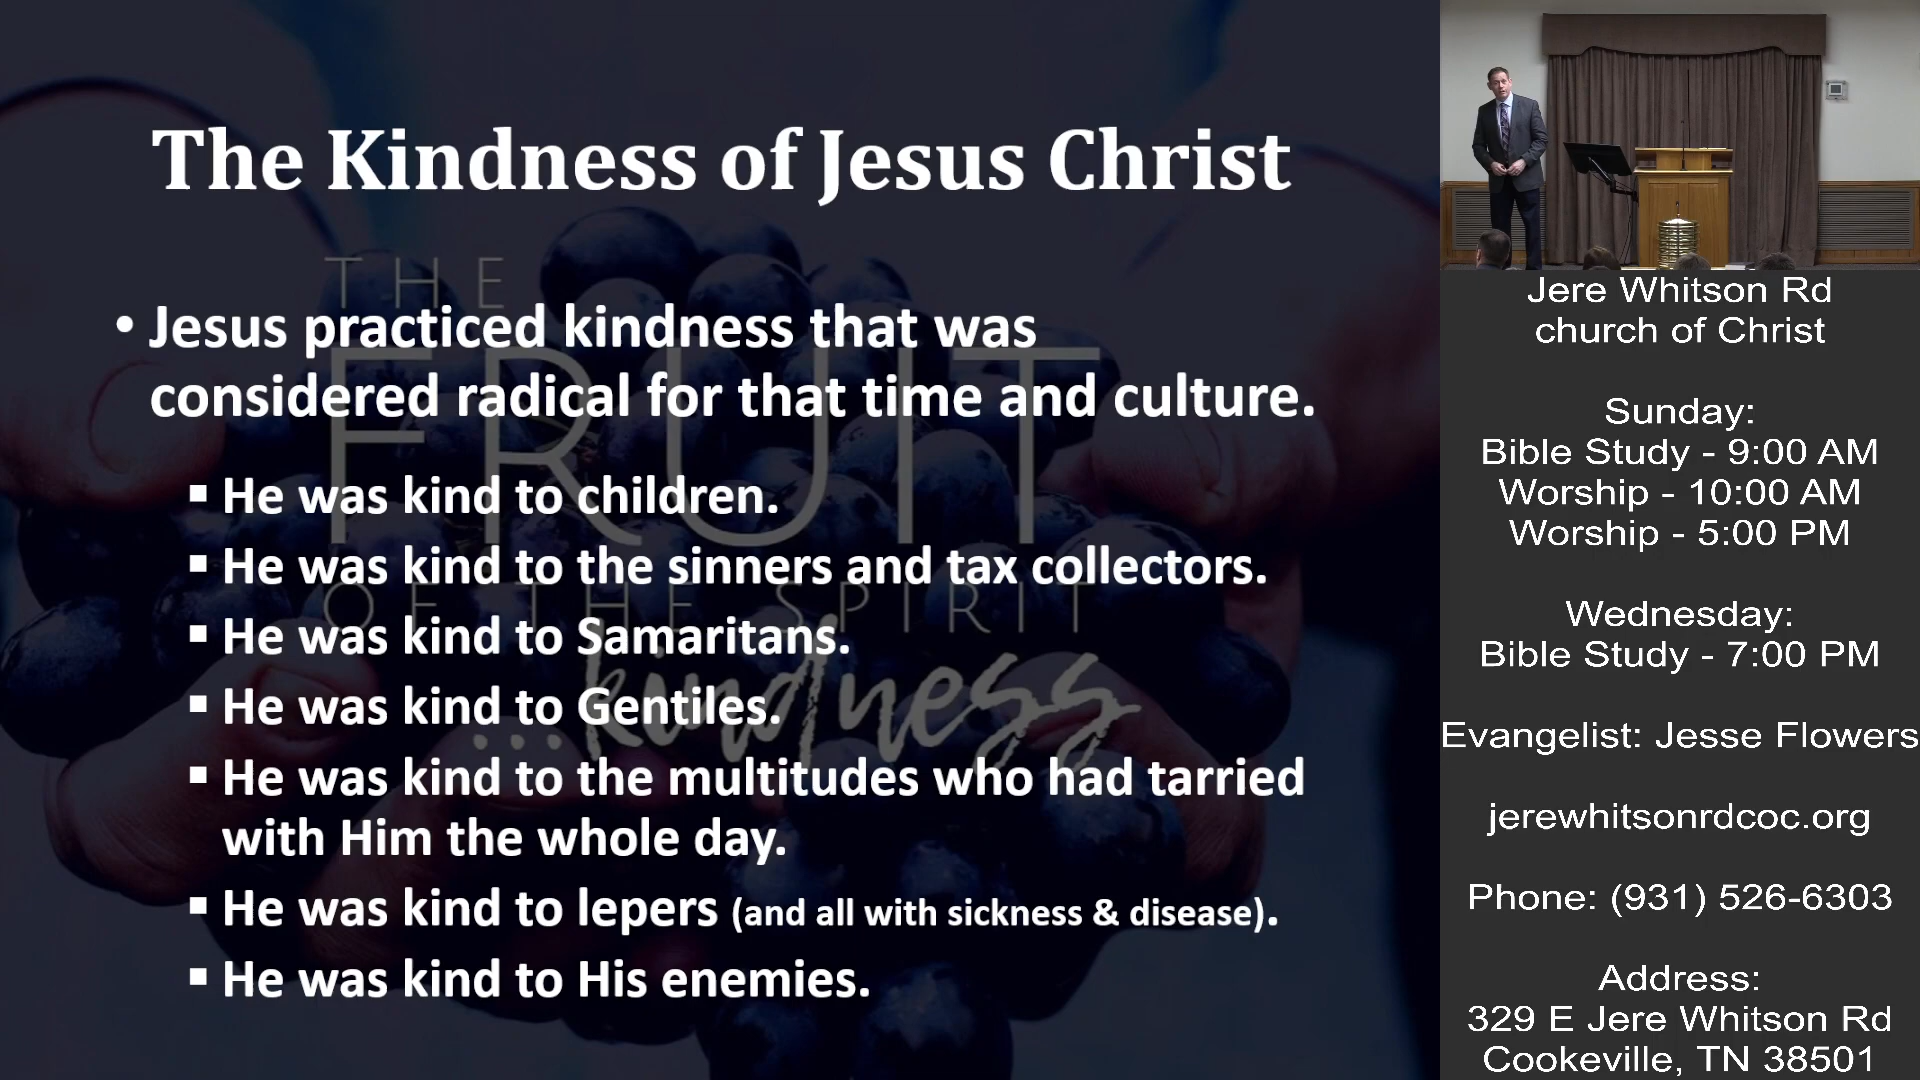 The Kindness of Jesus Christ
THE
FRUIT
OF THE SPIRIT
...kindness
• Jesus practiced kindness that was
considered radical for that time and culture.
▪ He was kind to children.
▪ He was kind to the sinners and tax collectors.
▪ He was kind to Samaritans.
▪ He was kind to Gentiles.
▪ He was kind to the multitudes who had tarried
with Him the whole day.
▪ He was kind to lepers (and all with sickness & disease).
▪ He was kind to His enemies.
Jere Whitson Rd
church of Christ
Sunday:
Bible Study - 9:00 AM
Worship - 10:00 AM
Worship - 5:00 PM
Wednesday:
Bible Study - 7:00 PM
Evangelist: Jesse Flowers
jerewhitsonrdcoc.org
Phone: (931) 526-6303
Address:
329 E Jere Whitson Rd
Cookeville, TN 38501